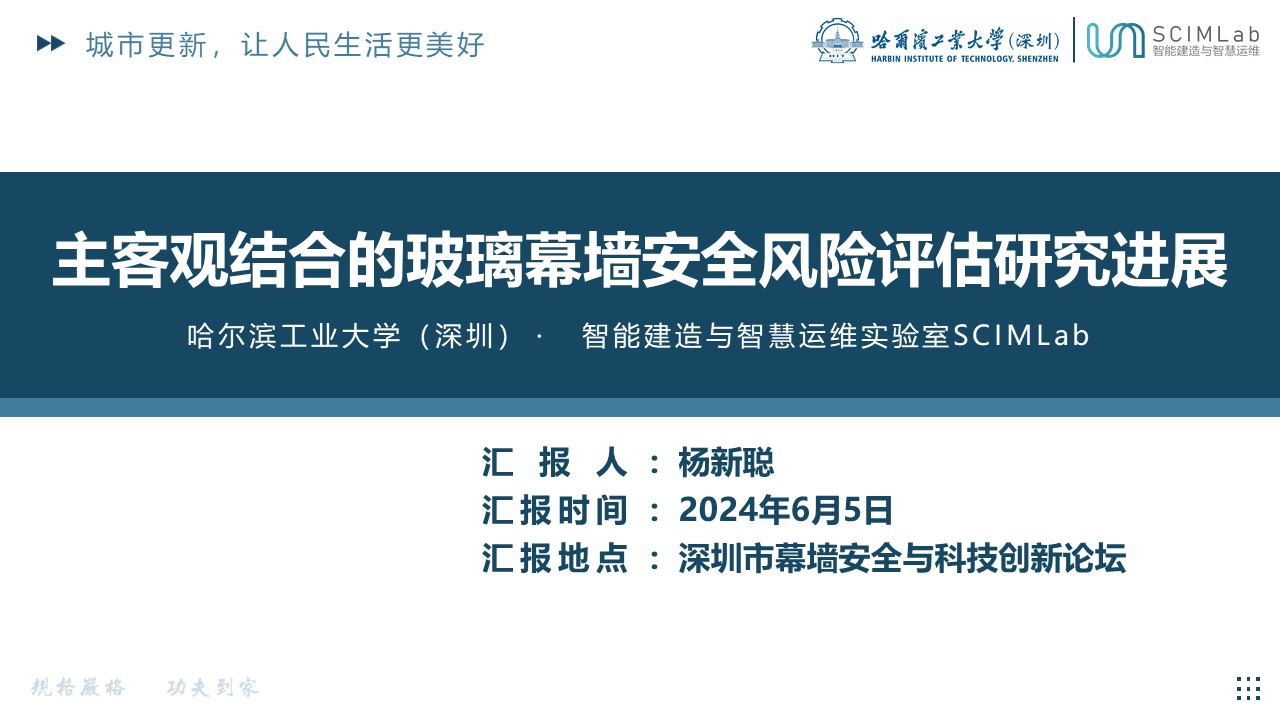 城市更新，让人民生活更美好
哈爾濱工業大學(深圳)
HARBIN INSTITUTE OF TECHNOLOGY, SHENZHEN
SCIMLab
智能建造与智慧运维
主客观结合的玻璃幕墙安全风险评估研究进展
哈尔滨工业大学（深圳）· 智能建造与智慧运维实验室SCIMLab
汇报人：杨新聪
汇报时间：2024年6月5日
汇报地点：深圳市幕墙安全与科技创新论坛
规格嚴格 功夫到家